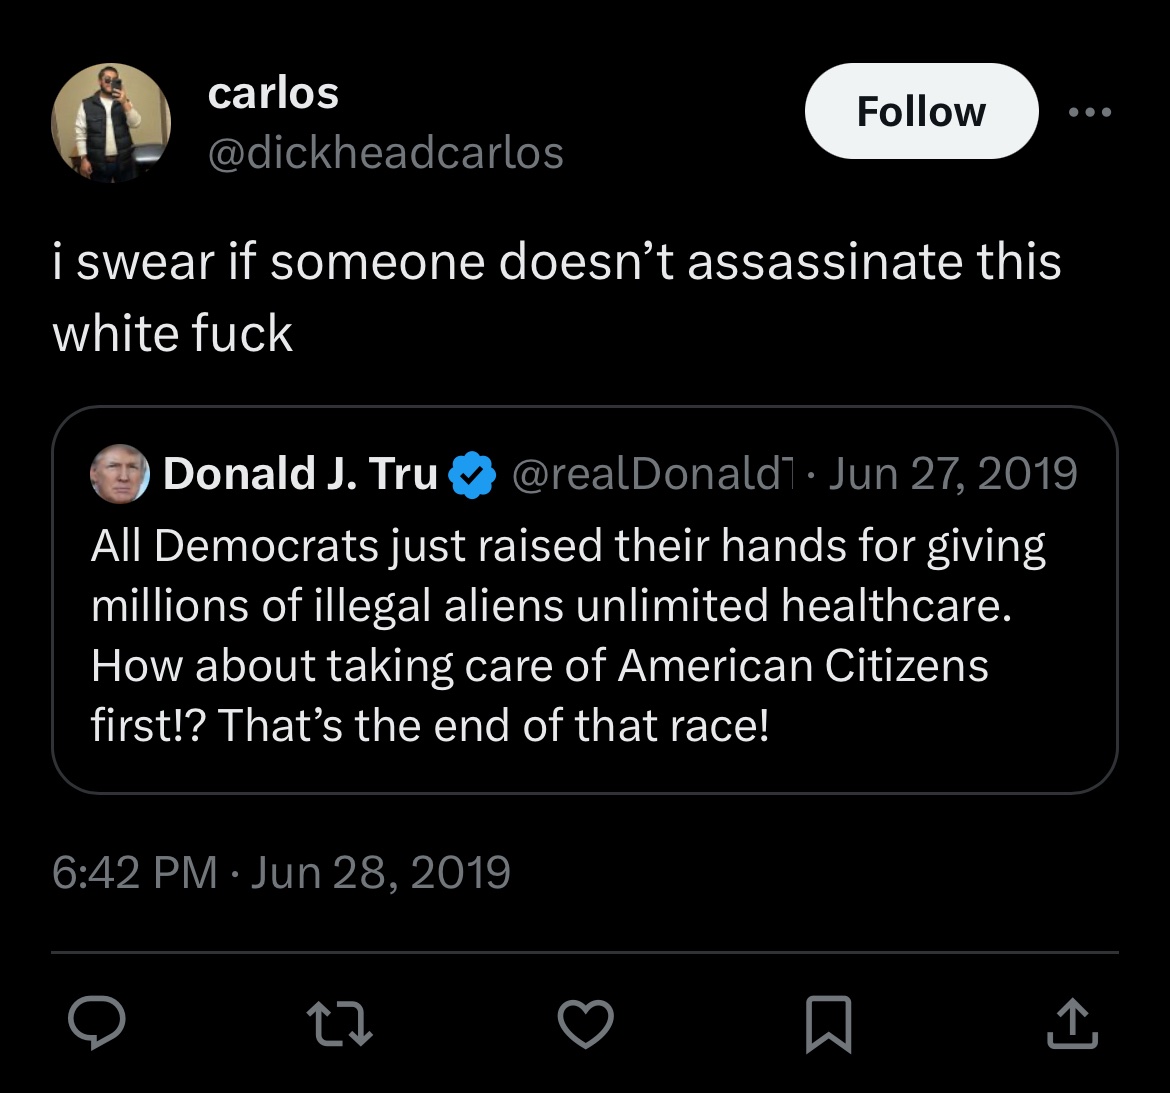 carlos
@dickheadcarlos
Follow
i swear if someone doesn’t assassinate this
white fuck
Donald J. Tru @realDonald · Jun 27, 2019
All Democrats just raised their hands for giving
millions of illegal aliens unlimited healthcare.
How about taking care of American Citizens
first!? That’s the end of that race!
6:42 PM · Jun 28, 2019